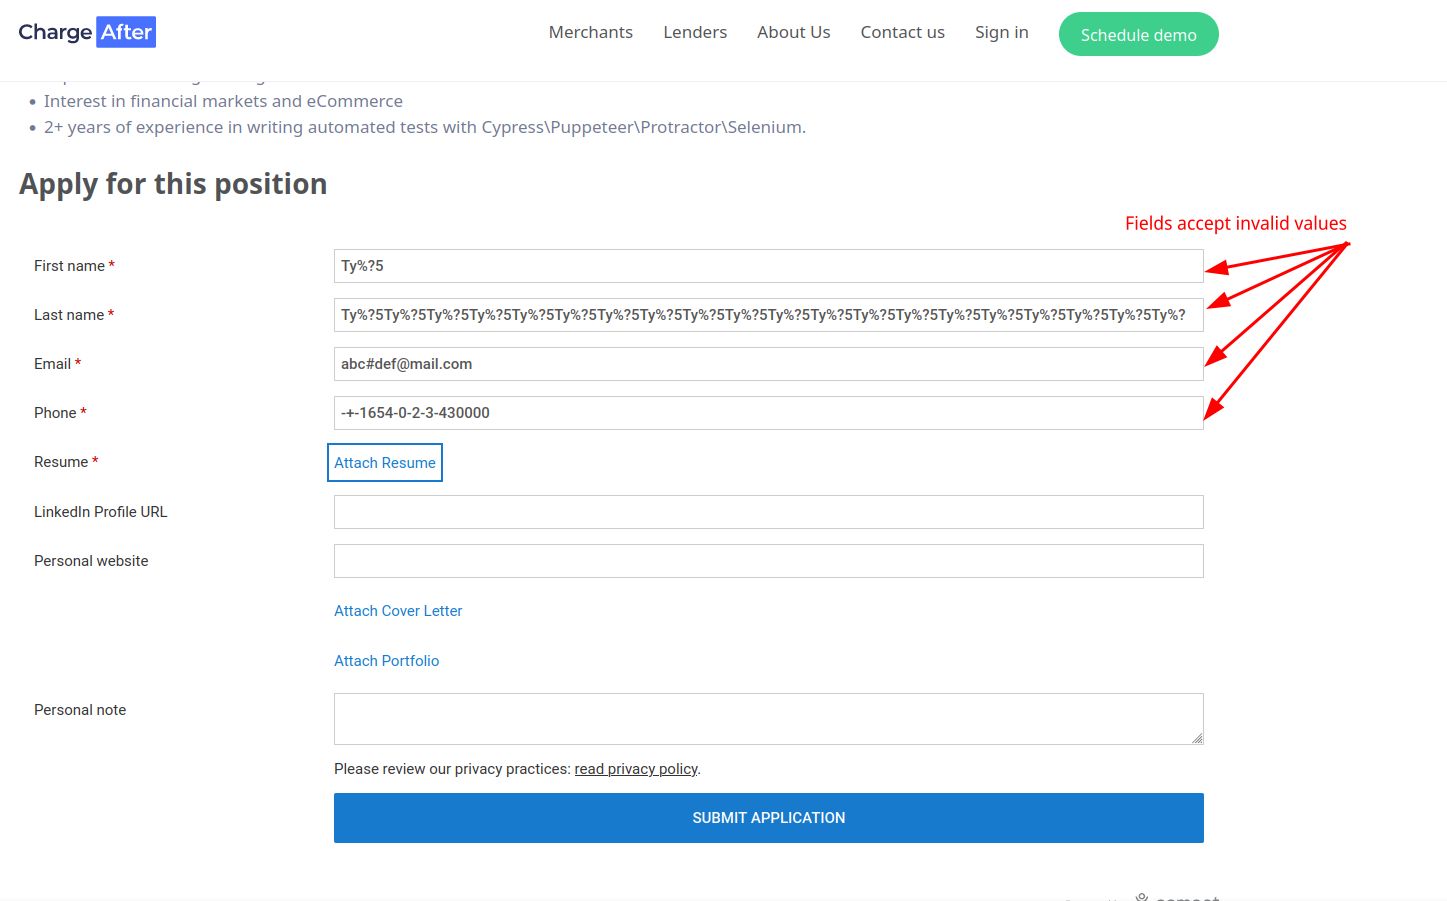 Charge After
Merchants Lenders About Us Contact us Sign in Schedule demo
Interest in financial markets and eCommerce
2+ years of experience in writing automated tests with Cypress\Puppeteer\Protractor\Selenium.
Apply for this position
Fields accept invalid values
First name * Ty%?5
Last name * Ty%?5Ty%?5Ty%?5Ty%?5Ty%?5Ty%?5Ty%?5Ty%?5Ty%?5Ty%?5Ty%?5Ty%?5Ty%?5Ty%?5Ty%?5Ty%?5Ty%?5Ty%?5Ty%?5Ty%?
Email * abc#def@mail.com
Phone * -+-1654-0-2-3-430000
Resume * Attach Resume
LinkedIn Profile URL
Personal website
Attach Cover Letter
Attach Portfolio
Personal note
Please review our privacy practices: read privacy policy.
SUBMIT APPLICATION